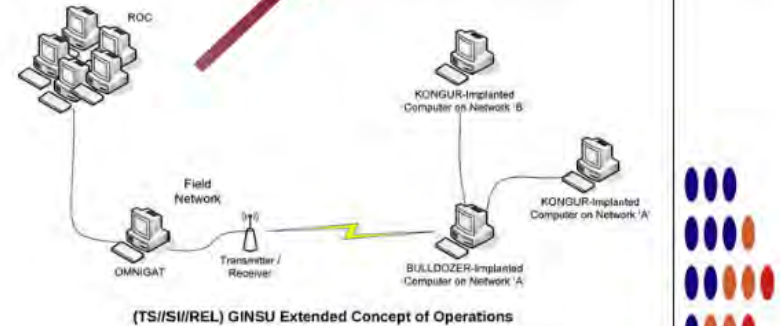 ROC
KONGUR-Implanted
Computer on Network 'B
Field
Network
KONGUR-Implanted
Computer on Network 'A'
OMNIGAT
Transmitter /
Receiver
BULLDOZER-Implanted
Computer on Network 'A
(TS//SI//REL) GINSU Extended Concept of Operations